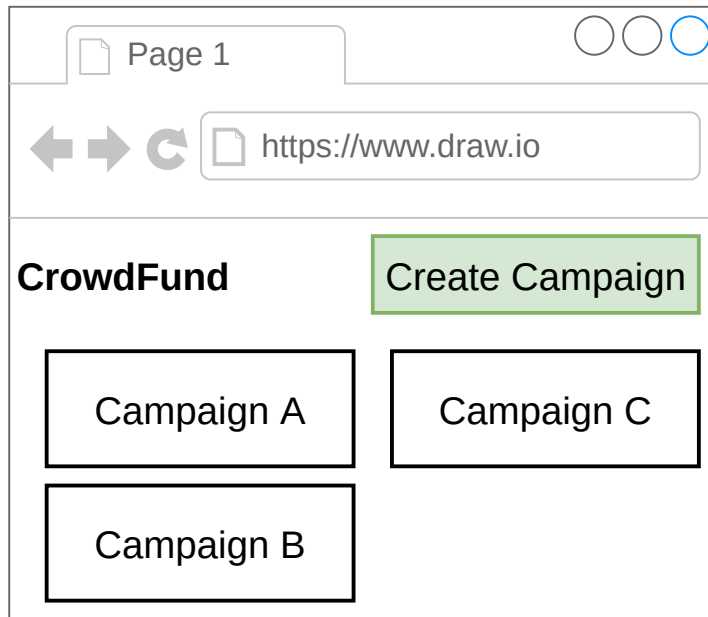 Page 1
https://www.draw.io
CrowdFund
Create Campaign
Campaign A
Campaign C
Campaign B